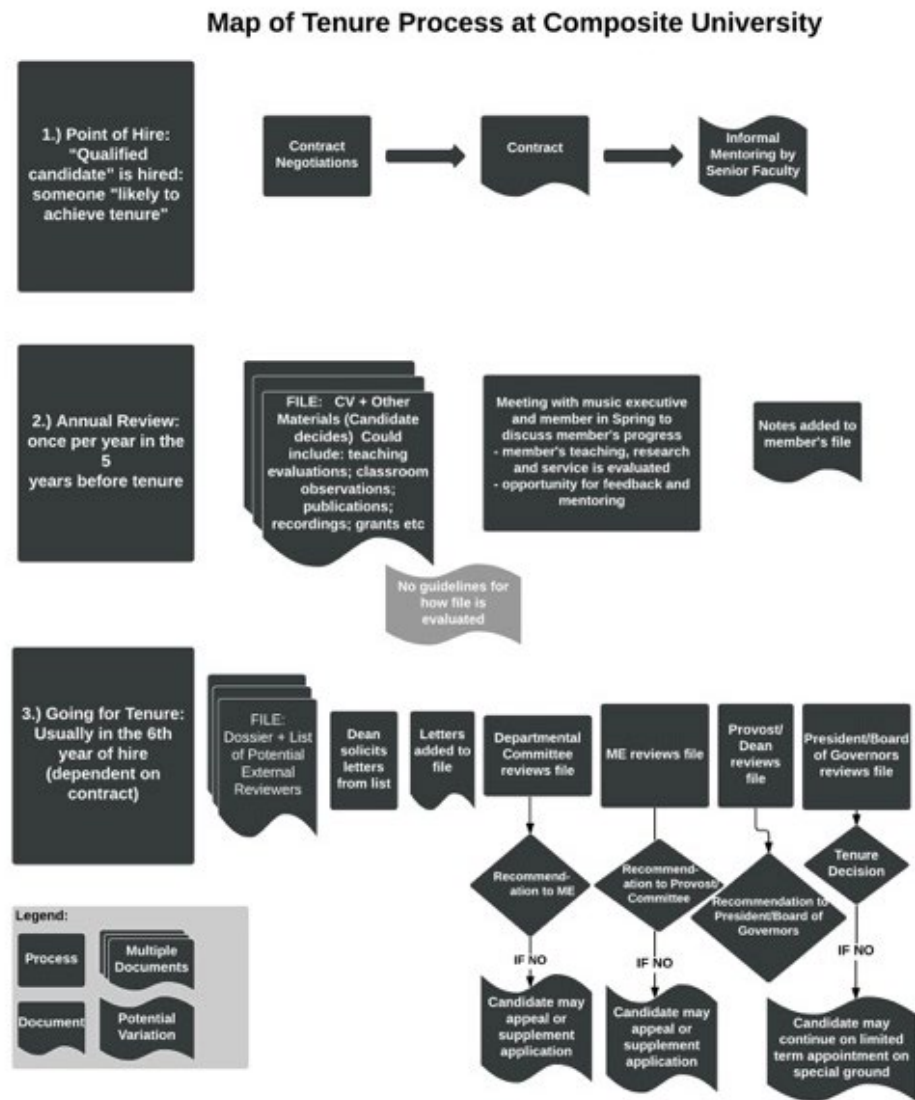 Map of Tenure Process at Composite University
1.) Point of Hire:
"Qualified
candidate" is hired:
someone "likely to
achieve tenure"
Contract
Negotiations
Contract
Informal
Mentoring by
Senior Faculty
2.) Annual Review:
once per year in the
5
years before tenure
FILE: CV + Other
Materials (Candidate
decides) Could
include: teaching
evaluations; classroom
observations;
publications;
recordings; grants etc
Meeting with music executive
and member in Spring to
discuss member's progress
- member's teaching, research
and service is evaluated
- opportunity for feedback and
mentoring
Notes added to
member's file
No guidelines for
how file is
evaluated
3.) Going for Tenure:
Usually in the 6th
year of hire
(dependent on
contract)
FILE:
Dossier + List
of Potential
External
Reviewers
Dean
solicits
letters
from list
Letters
added to
file
Departmental
Committee
reviews file
ME reviews file
Provost/
Dean
reviews
file
President/Board
of Governors
reviews file
Recommend-
ation to ME
Recommend-
ation to Provost/
Committee
Recommendation to
President/Board of
Governors
Tenure
Decision
IF NO
IF NO
IF NO
Candidate may
appeal or
supplement
application
Candidate may
appeal or
supplement
application
Candidate may
continue on limited
term appointment on
special ground
Legend:
Process
Multiple
Documents
Document
Potential
Variation